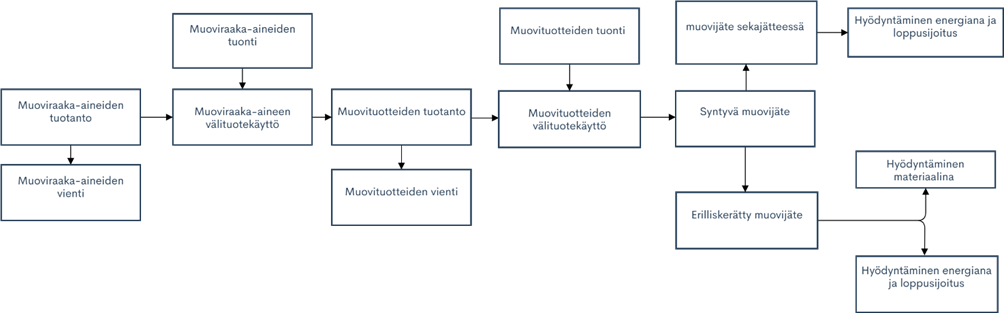 Muoviraaka-aineiden
tuotanto
Muoviraaka-aineiden
vienti
Muoviraaka-aineiden
tuonti
Muoviraaka-aineen
välituotekäyttö
Muovituotteiden tuotanto
Muovituotteiden vienti
Muovituotteiden tuonti
Muovituotteiden
välituotekäyttö
muovijäte sekajätteessä
Hyödyntäminen energiana ja
loppusijoitus
Syntyvä muovijäte
Erilliskerätty muovijäte
Hyödyntäminen
materiaalina
Hyödyntäminen energiana
ja loppusijoitus